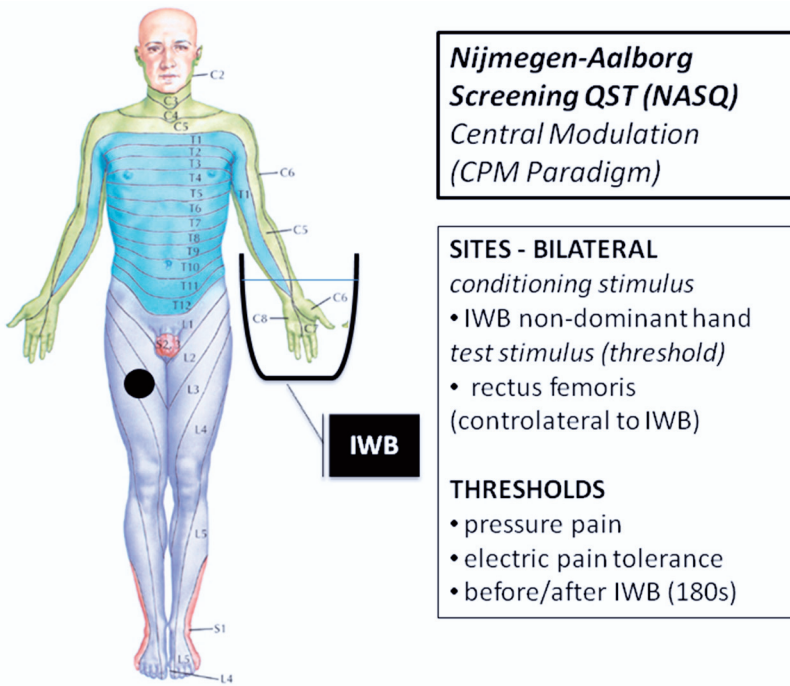 C2
C3
C4
C5
T1
T2
T3
T4
T5
T6
T7
T8
T9
T10
T11
T12
L1
S2
L2
L3
L4
L5
S1
L5
L4
C6
T1
C5
C6
C8
C7
IWB
Nijmegen-Aalborg
Screening QST (NASQ)
Central Modulation
(CPM Paradigm)
SITES - BILATERAL
conditioning stimulus
• IWB non-dominant hand
test stimulus (threshold)
• rectus femoris
(controlateral to IWB)
THRESHOLDS
• pressure pain
• electric pain tolerance
• before/after IWB (180s)